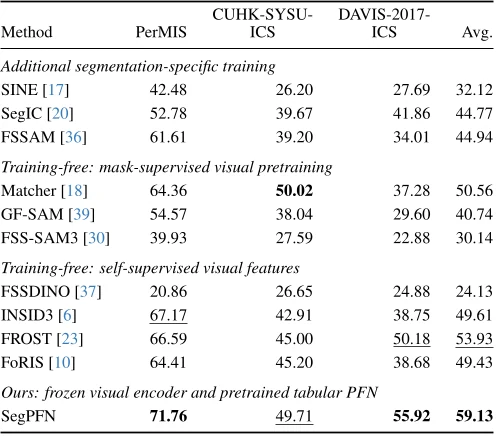 Method PerMIS CUHK-SYSU-ICS DAVIS-2017-ICS Avg.
Additional segmentation-specific training
SINE [17] 42.48 26.20 27.69 32.12
SegIC [20] 52.78 39.67 41.86 44.77
FSSAM [36] 61.61 39.20 34.01 44.94
Training-free: mask-supervised visual pretraining
Matcher [18] 64.36 50.02 37.28 50.56
GF-SAM [39] 54.57 38.04 29.60 40.74
FSS-SAM3 [30] 39.93 27.59 22.88 30.14
Training-free: self-supervised visual features
FSSDINO [37] 20.86 26.65 24.88 24.13
INSID3 [6] 67.17 42.91 38.75 49.61
FROST [23] 66.59 45.00 50.18 53.93
FoRIS [10] 64.41 45.20 38.68 49.43
Ours: frozen visual encoder and pretrained tabular PFN
SegPFN 71.76 49.71 55.92 59.13